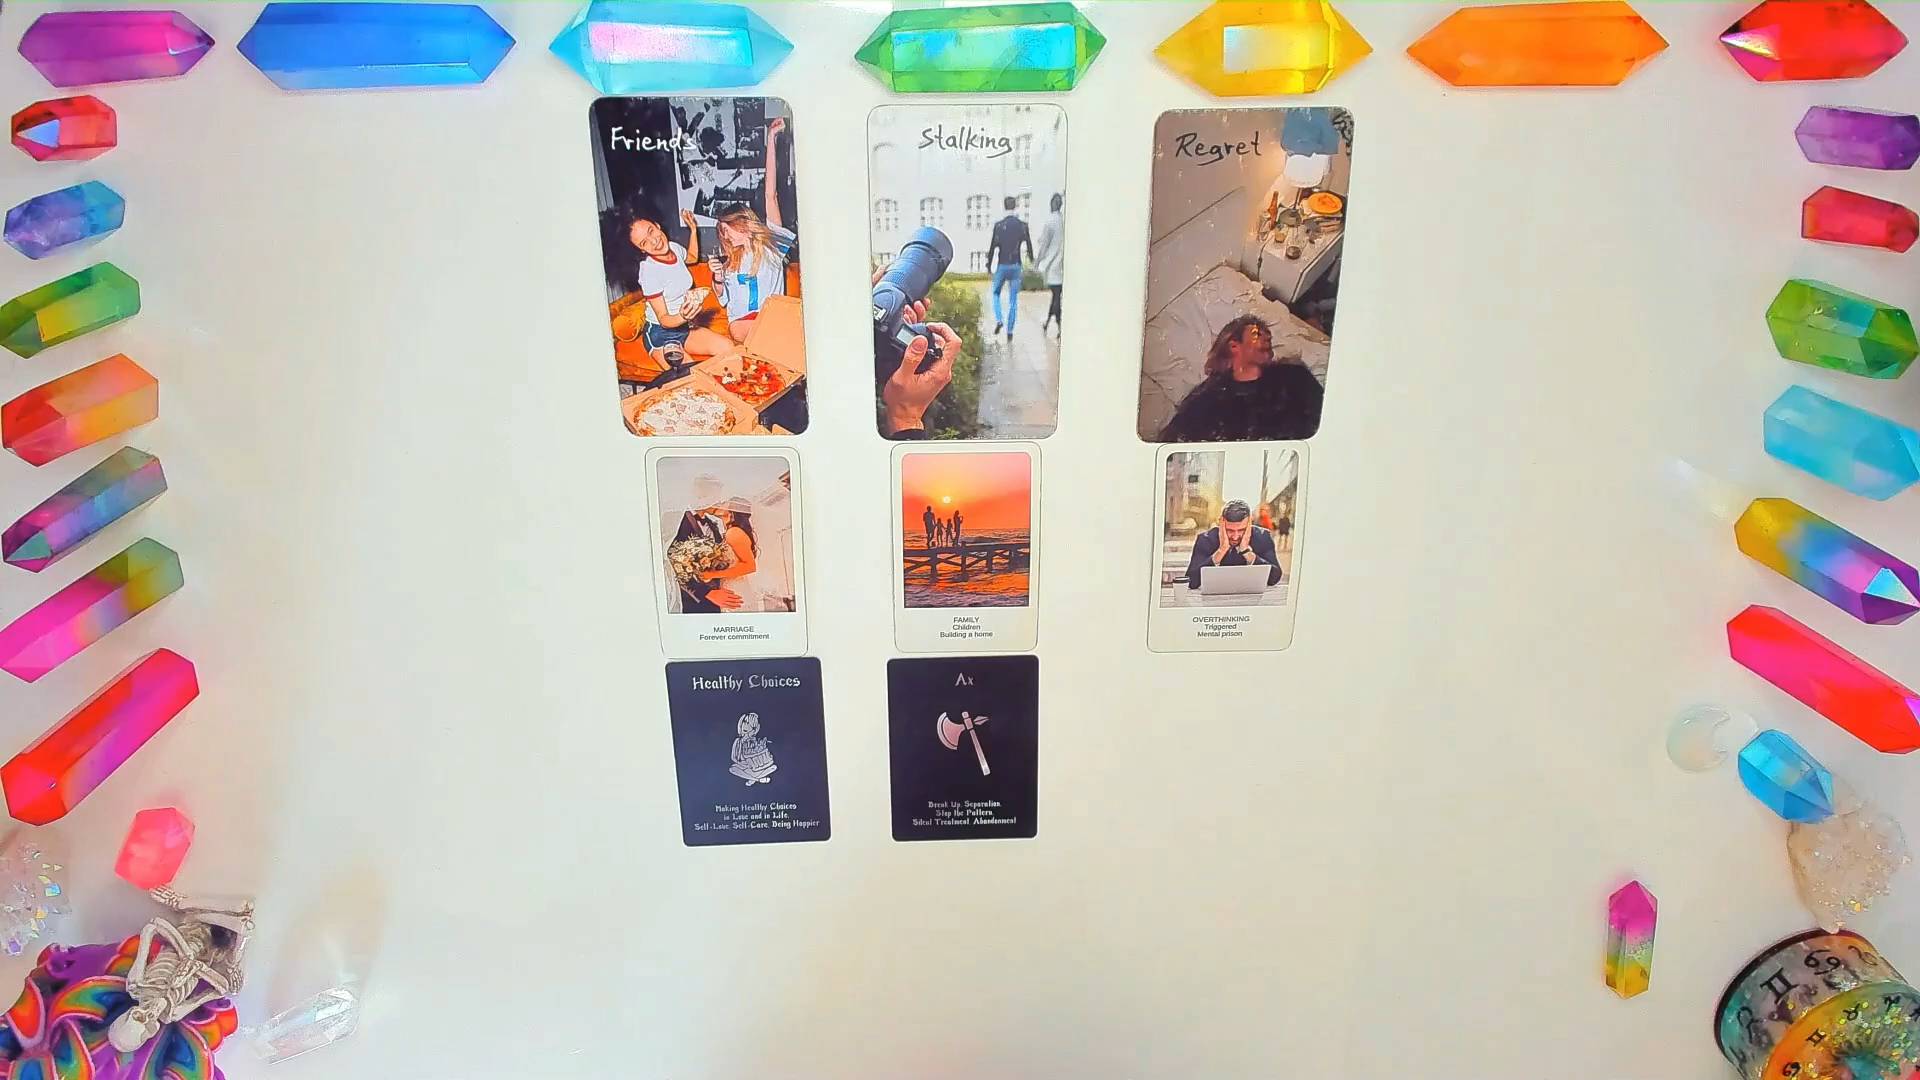 Friends
Stalking
Regret
MARRIAGE
Forever commitment
FAMILY
Children
Building a home
OVERTHINKING
Triggered
Mental prison
Healthy Choices
Making Healthy Choices
in Love and in Life.
Self-Love, Self-Care, Being Happier
Ax
Break Up, Separation,
Stop the Pattern
Silent Treatment, Abandonment